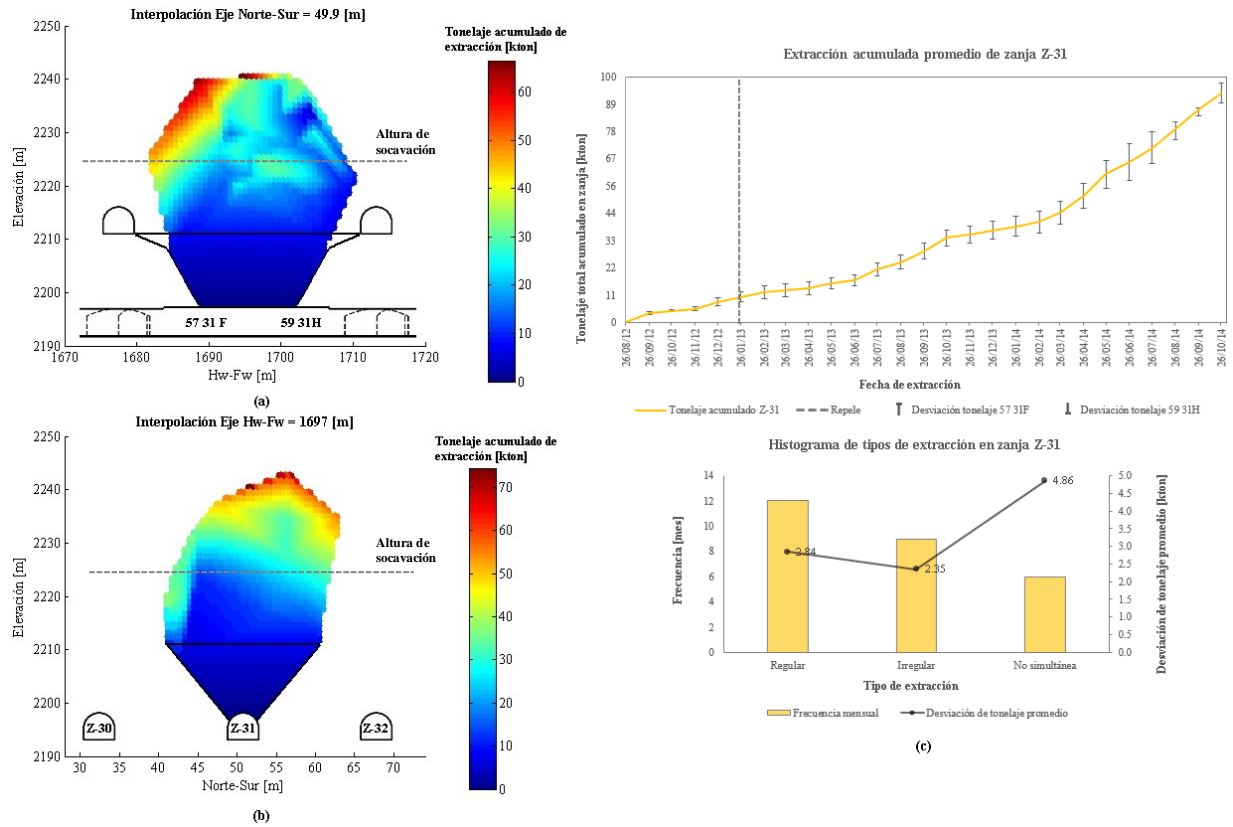 Interpolación Eje Norte-Sur = 49.9 [m]
Tonelaje acumulado de
extracción [kton]
Elevación [m]
2250
2240
2230
2220
2210
2200
2190
Altura de
socavación
57 31 F
59 31H
1670
1680
1690
1700
1710
1720
Hw-Fw [m]
60
50
40
30
20
10
0
(a)
Interpolación Eje Hw-Fw = 1697 [m]
Tonelaje acumulado de
extracción [kton]
Elevación [m]
2250
2240
2230
2220
2210
2200
2190
Altura de
socavación
Z-30
Z-31
Z-32
30
35
40
45
50
55
60
65
70
Norte-Sur [m]
70
60
50
40
30
20
10
0
(b)
Extracción acumulada promedio de zanja Z-31
Tonelaje total acumulado en zanja [kton]
100
89
78
67
56
44
33
22
11
0
26/08/12
26/09/12
26/10/12
26/11/12
26/12/12
26/01/13
26/02/13
26/03/13
26/04/13
26/05/13
26/06/13
26/07/13
26/08/13
26/09/13
26/10/13
26/11/13
26/12/13
26/01/14
26/02/14
26/03/14
26/04/14
26/05/14
26/06/14
26/07/14
26/08/14
26/09/14
26/10/14
Fecha de extracción
Tonelaje acumulado Z-31
Repele
Desviación tonelaje 57 31F
Desviación tonelaje 59 31H
Histograma de tipos de extracción en zanja Z-31
Frecuencia [mes]
14
12
10
8
6
4
2
0
2.84
2.35
4.86
5.0
4.5
4.0
3.5
3.0
2.5
2.0
1.5
1.0
0.5
0.0
Desviación de tonelaje promedio [kton]
Regular
Irregular
No simultánea
Tipo de extracción
Frecuencia mensual
Desviación de tonelaje promedio
(c)